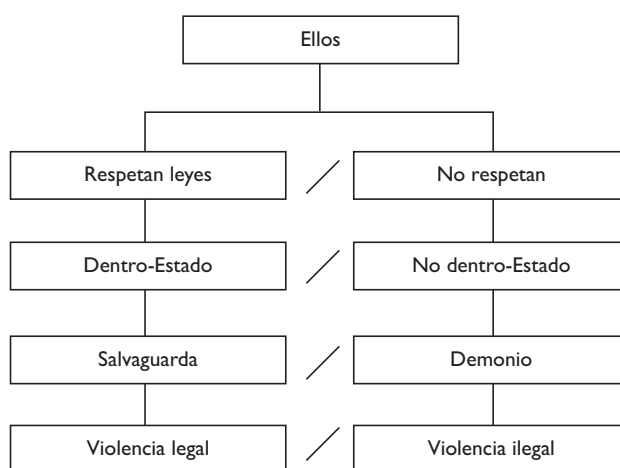 Ellos
Respetan leyes / No respetan
Dentro-Estado / No dentro-Estado
Salvaguarda / Demonio
Violencia legal / Violencia ilegal